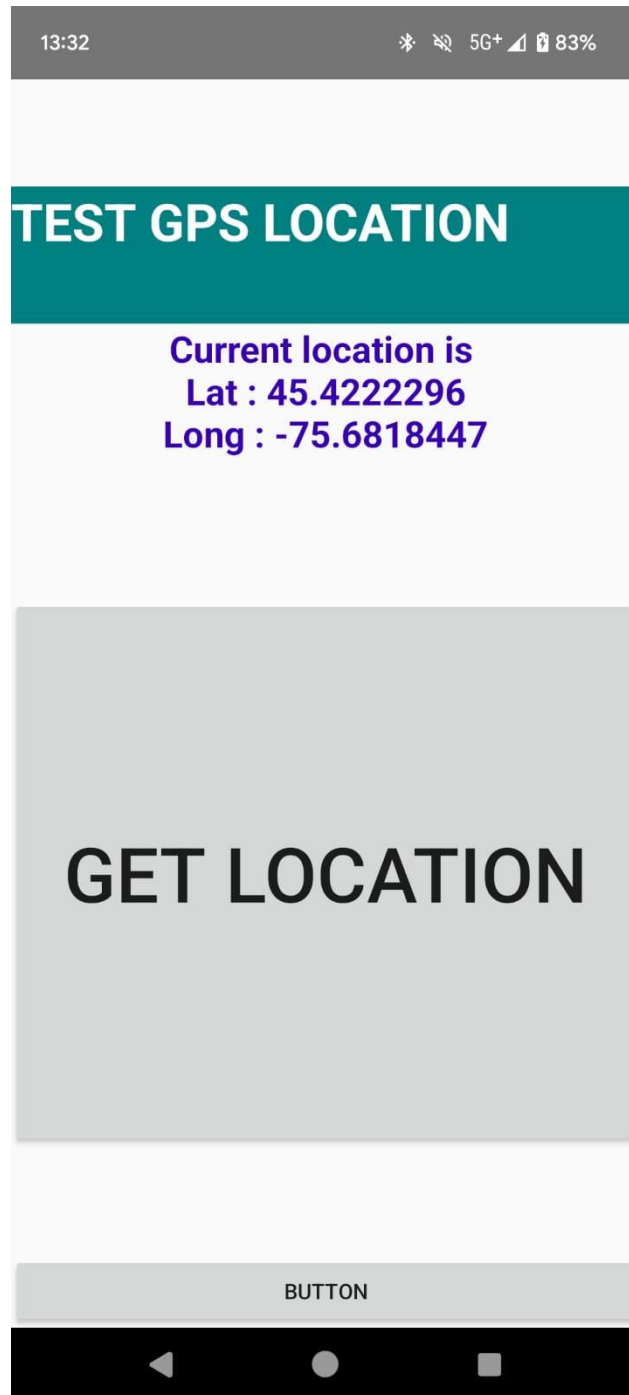 13:32 5G+ 83%
TEST GPS LOCATION
Current location is
Lat : 45.4222296
Long : -75.6818447
GET LOCATION
BUTTON